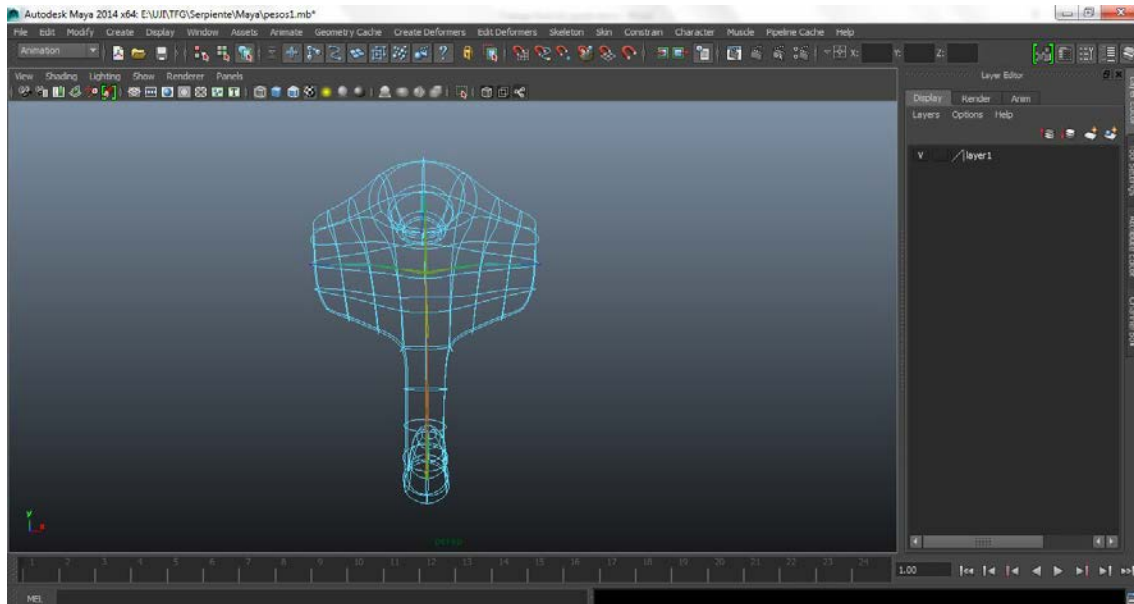 Autodesk Maya 2014 x64: E:\UJI\TFG\Serpiente\Maya\pesos1.mb*
File Edit Modify Create Display Window Assets Animate Geometry Cache Create Deformers Edit Deformers Skeleton Skin Constrain Character Muscle Pipeline Cache Help
Animation
X: Y: Z:
View Shading Lighting Show Renderer Panels
Layer Editor
Display Render Anim
Layers Options Help
V layer1
Attribute Editor
persp
y
x
1 2 3 4 5 6 7 8 9 10 11 12 13 14 15 16 17 18 19 20 21 22 23 24
1.00
MEL